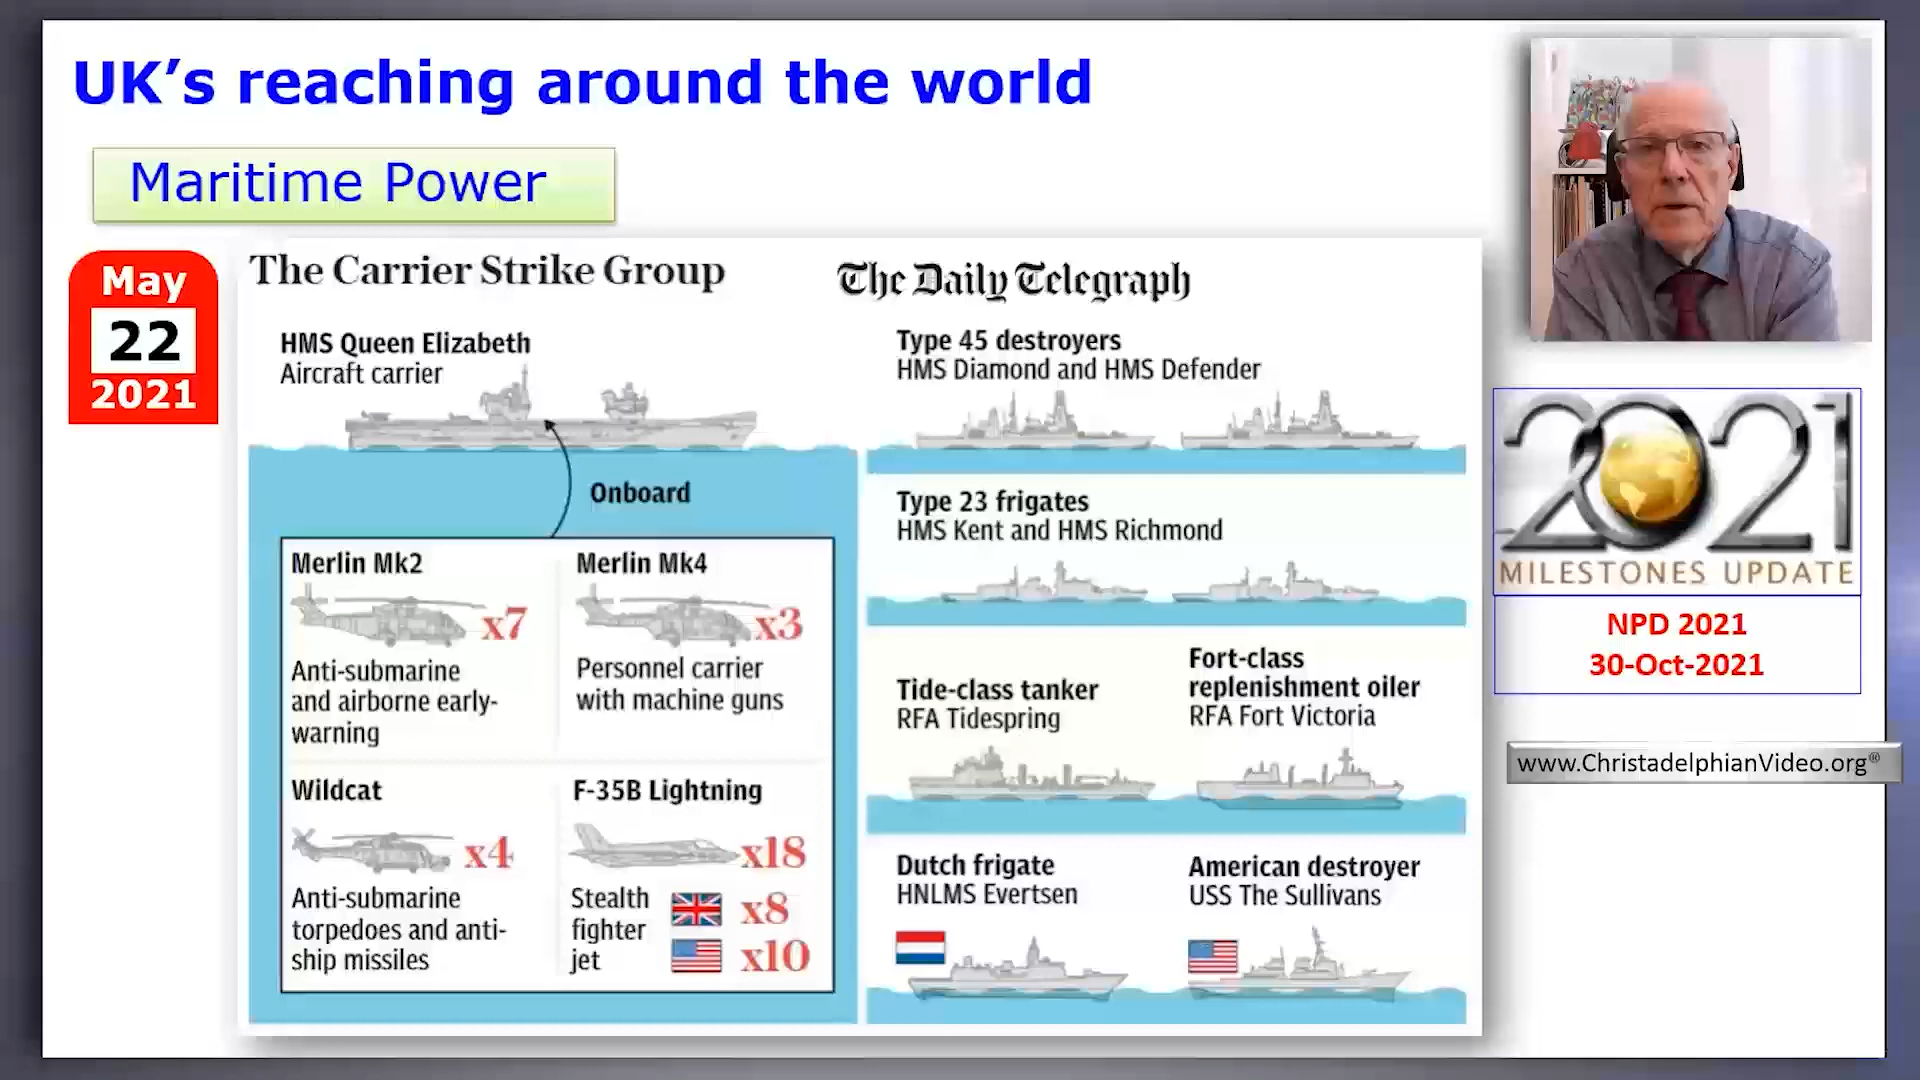 UK's reaching around the world
Maritime Power
May
22
2021
The Carrier Strike Group
The Daily Telegraph
HMS Queen Elizabeth
Aircraft carrier
Onboard
Merlin Mk2
x7
Anti-submarine
and airborne early-
warning
Merlin Mk4
x3
Personnel carrier
with machine guns
Wildcat
x4
Anti-submarine
torpedoes and anti-
ship missiles
F-35B Lightning
x18
Stealth
fighter
jet
x8
x10
Type 45 destroyers
HMS Diamond and HMS Defender
Type 23 frigates
HMS Kent and HMS Richmond
Tide-class tanker
RFA Tidespring
Fort-class
replenishment oiler
RFA Fort Victoria
Dutch frigate
HNLMS Evertsen
American destroyer
USS The Sullivans
2021
MILESTONES UPDATE
NPD 2021
30-Oct-2021
www.ChristadelphianVideo.org®